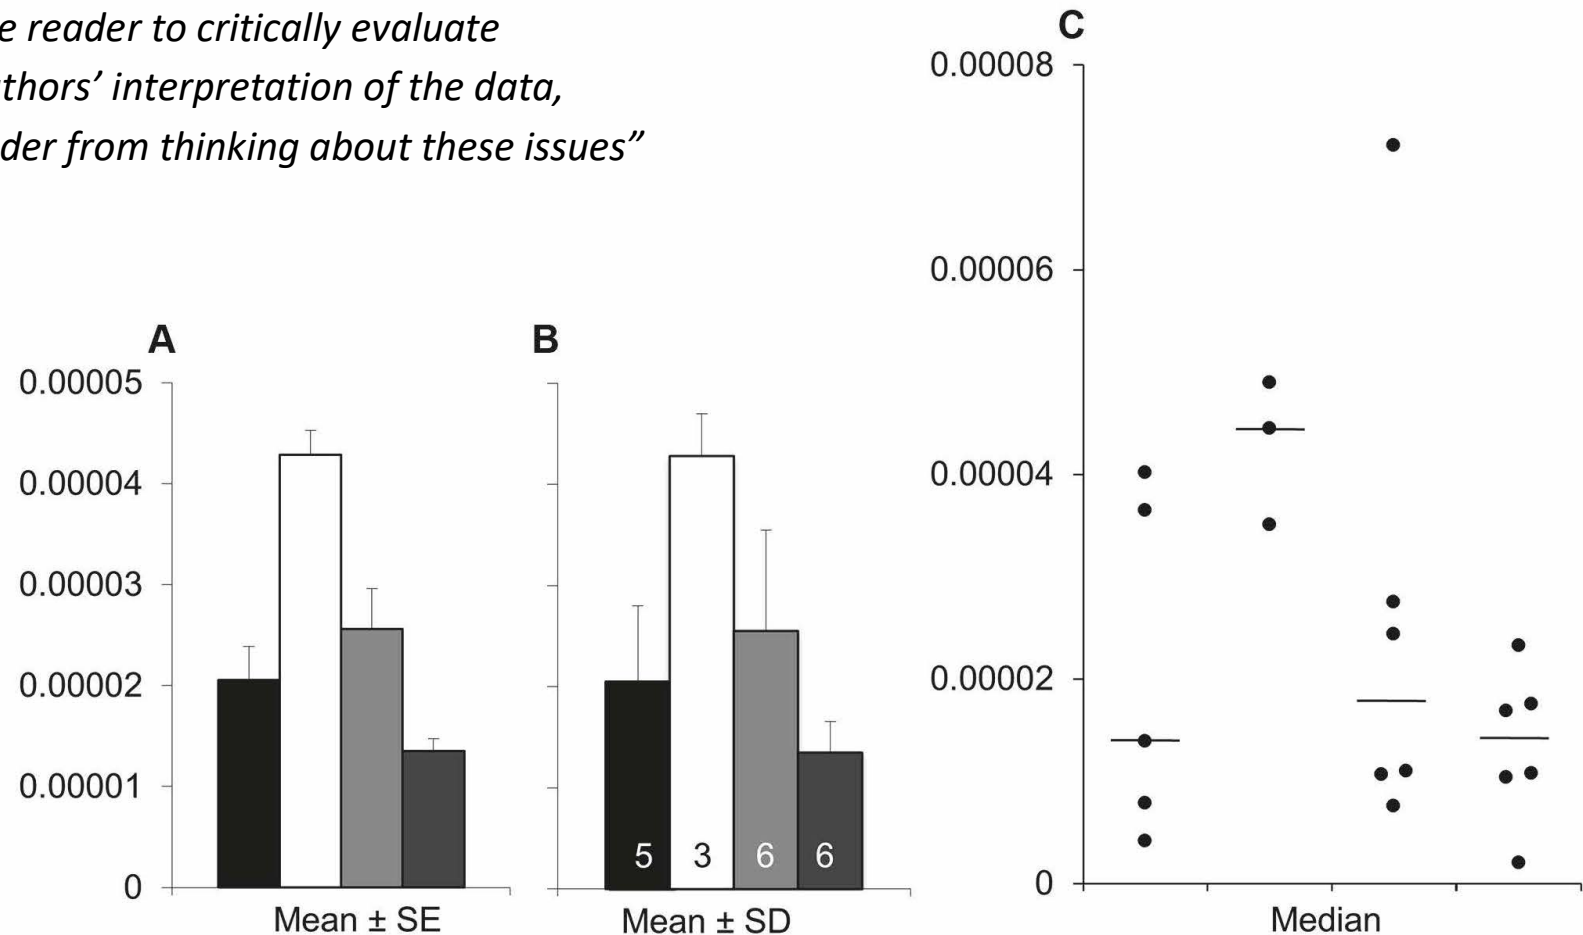 e reader to critically evaluate
thors’ interpretation of the data,
der from thinking about these issues”
A
0.00005
0.00004
0.00003
0.00002
0.00001
0
Mean ± SE
B
5 3 6 6
Mean ± SD
C
0.00008
0.00006
0.00004
0.00002
0
Median